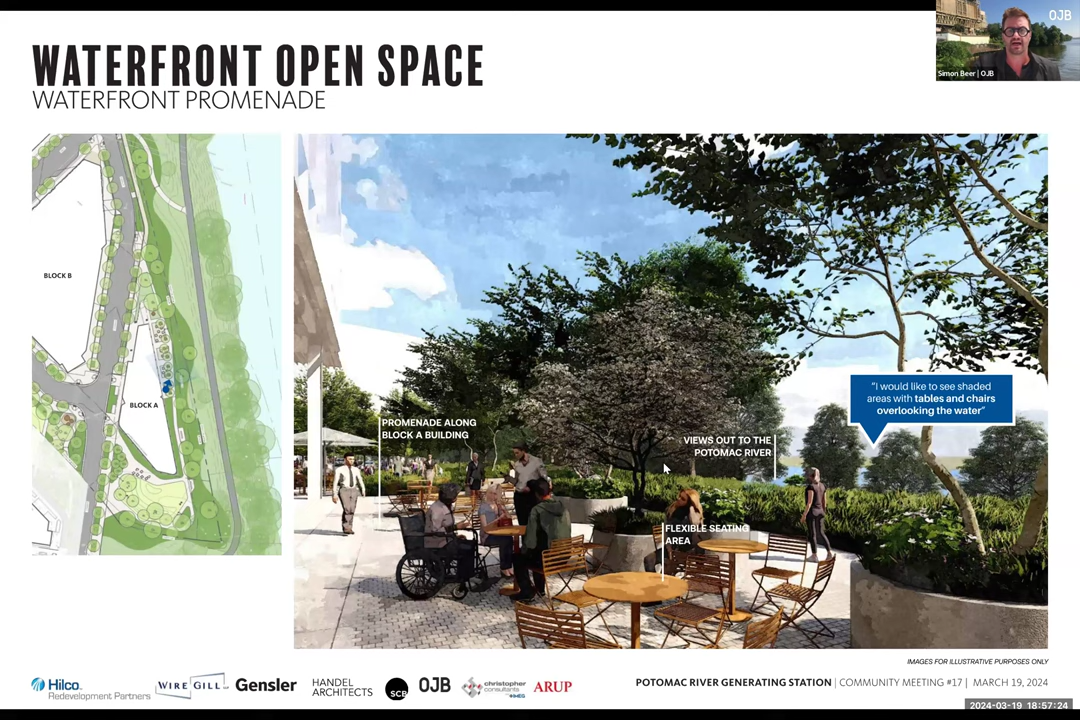 WATERFRONT OPEN SPACE
WATERFRONT PROMENADE
OJB
Simon Beer | OJB
BLOCK B
BLOCK A
PROMENADE ALONG
BLOCK A BUILDING
VIEWS OUT TO THE
POTOMAC RIVER
FLEXIBLE SEATING
AREA
"I would like to see shaded
areas with tables and chairs
overlooking the water"
IMAGES FOR ILLUSTRATIVE PURPOSES ONLY
Hilco
Redevelopment Partners
WIRE GILL
Gensler
HANDEL
ARCHITECTS
SCB
OJB
christopher
consultants
ARUP
POTOMAC RIVER GENERATING STATION | COMMUNITY MEETING #17 | MARCH 19, 2024
2024-03-19 18:57:24